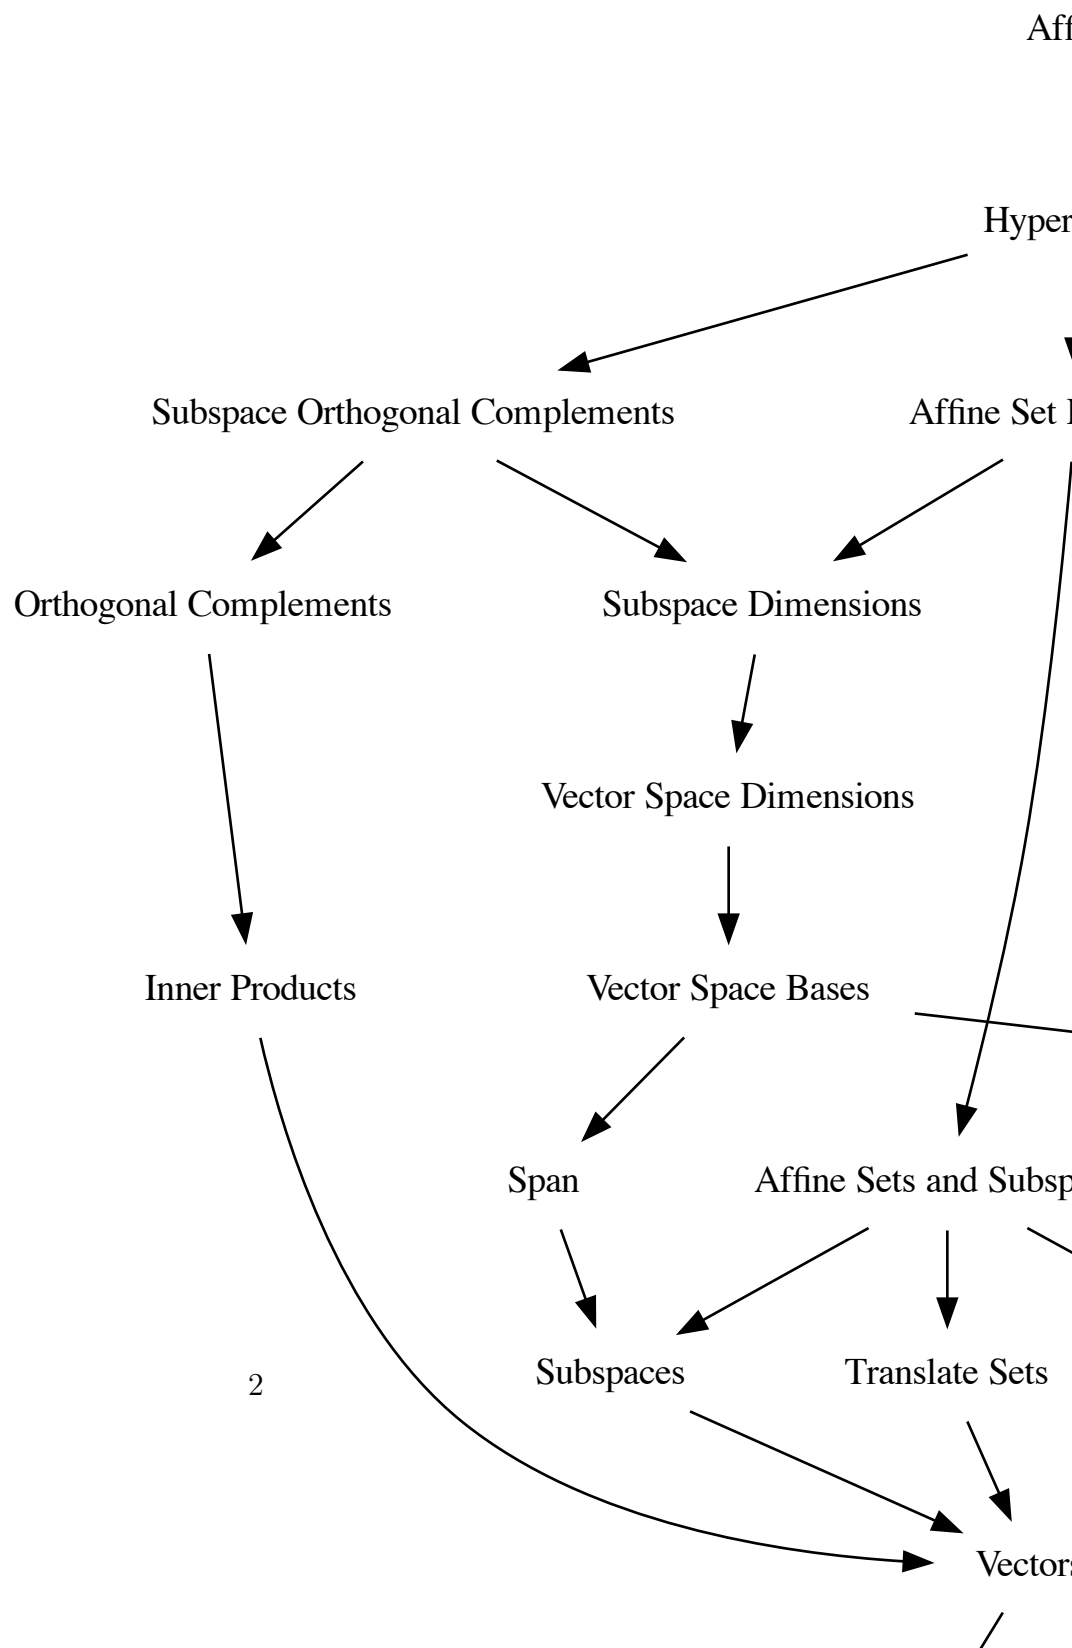 Aff
Hyper
Subspace Orthogonal Complements
Affine Set
Orthogonal Complements
Subspace Dimensions
Vector Space Dimensions
Inner Products
Vector Space Bases
Span
Affine Sets and Subsp
Subspaces
Translate Sets
2
Vectors